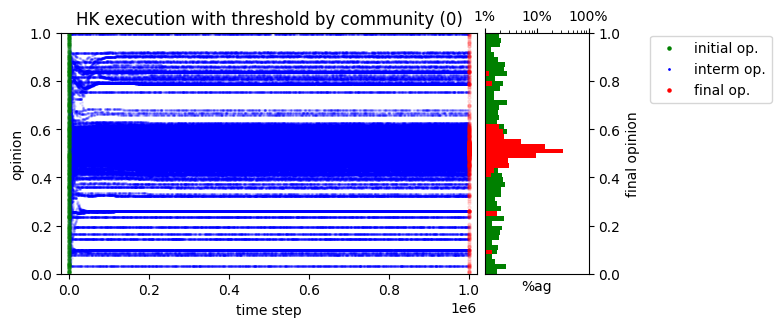 HK execution with threshold by community (0)
1% 10% 100%
1.0
0.8
0.6
0.4
0.2
0.0
opinion
0.0 0.2 0.4 0.6 0.8 1.0
1e6
time step
%ag
1.0
0.8
0.6
0.4
0.2
0.0
final opinion
initial op.
interm op.
final op.